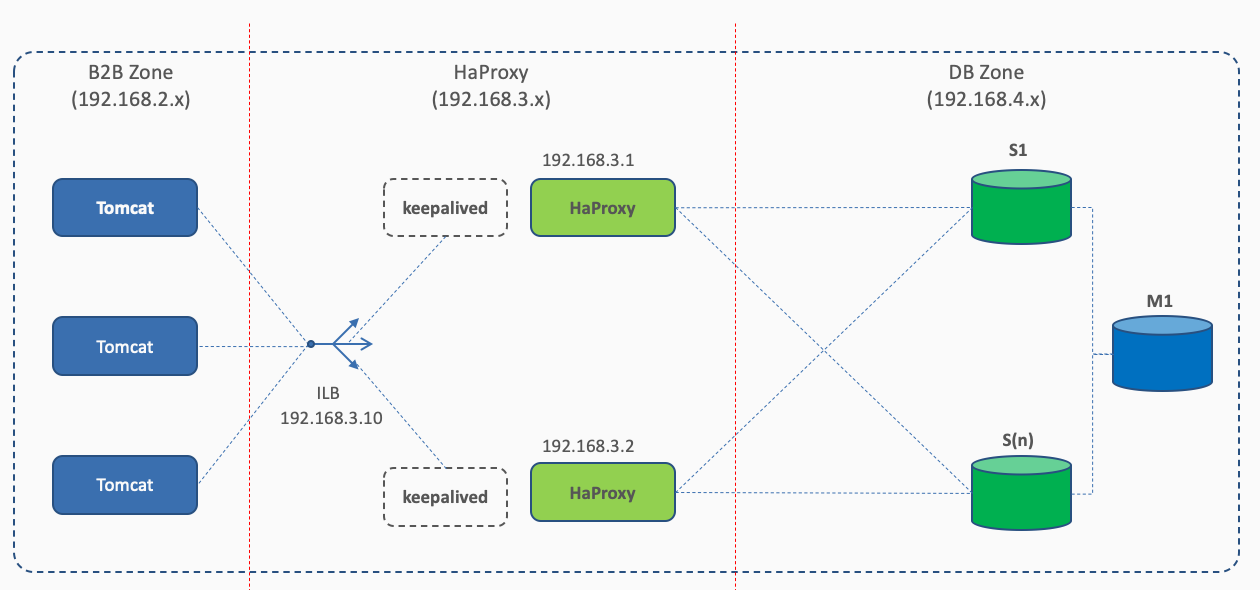 B2B Zone
(192.168.2.x)
HaProxy
(192.168.3.x)
DB Zone
(192.168.4.x)
192.168.3.1
S1
Tomcat
keepalived
HaProxy
M1
Tomcat
ILB
192.168.3.10
192.168.3.2
S(n)
Tomcat
keepalived
HaProxy